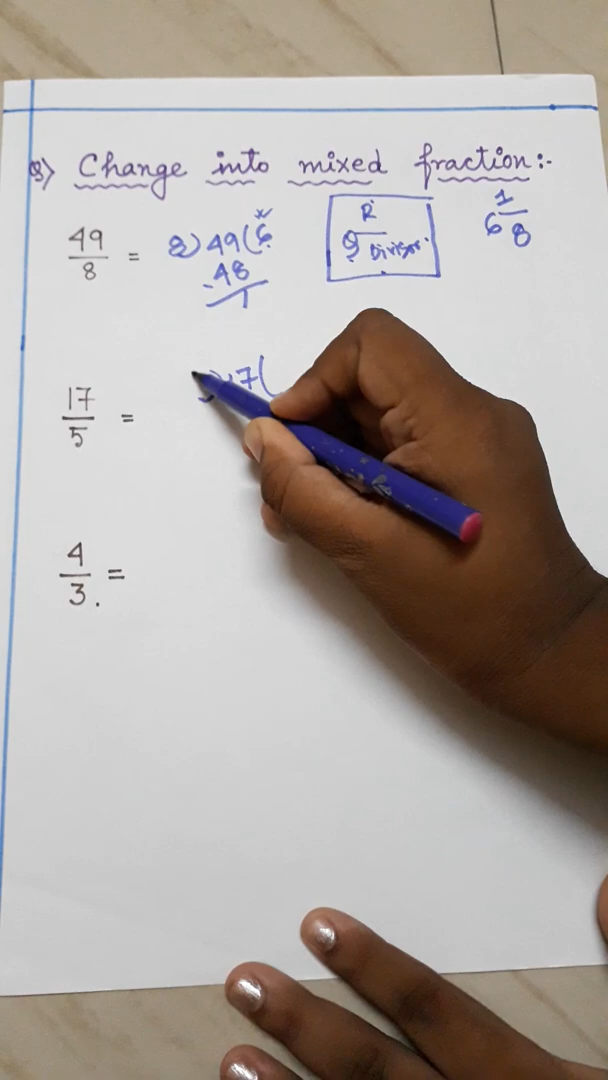 Q) Change into mixed fraction:-
49/8 = 8) 49 ( 6
- 48
1
R
Q Divisor
6 1/8
17/5 = 17 (
4/3 =